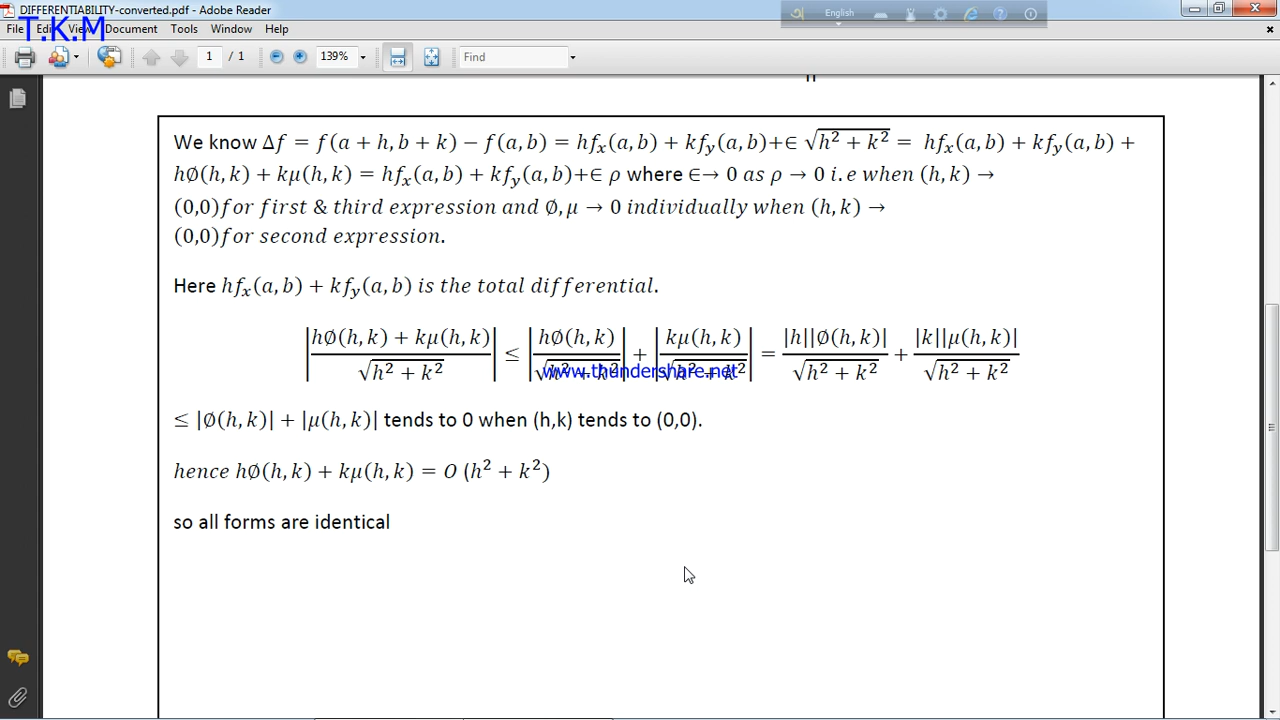 DIFFERENTIABILITY-converted.pdf - Adobe Reader
English
File Edit View Document Tools Window Help
T.K.M
1 / 1 139% Find
We know Δf = f(a + h, b + k) − f(a, b) = hfₓ(a, b) + kf_y(a, b)+∈ √(h² + k²) = hfₓ(a, b) + kf_y(a, b) +
hØ(h, k) + kμ(h, k) = hfₓ(a, b) + kf_y(a, b)+∈ ρ where ∈→ 0 as ρ → 0 i.e when (h, k) →
(0,0)for first & third expression and Ø, μ → 0 individually when (h, k) →
(0,0)for second expression.
Here hfₓ(a, b) + kf_y(a, b) is the total differential.
|(hØ(h, k) + kμ(h, k))/√(h² + k²)| ≤ |hØ(h, k)/√(h² + k²)| + |kμ(h, k)/√(h² + k²)| = |h||Ø(h, k)|/√(h² + k²) + |k||μ(h, k)|/√(h² + k²)
www.thundershare.net
≤ |Ø(h, k)| + |μ(h, k)| tends to 0 when (h,k) tends to (0,0).
hence hØ(h, k) + kμ(h, k) = O (h² + k²)
so all forms are identical